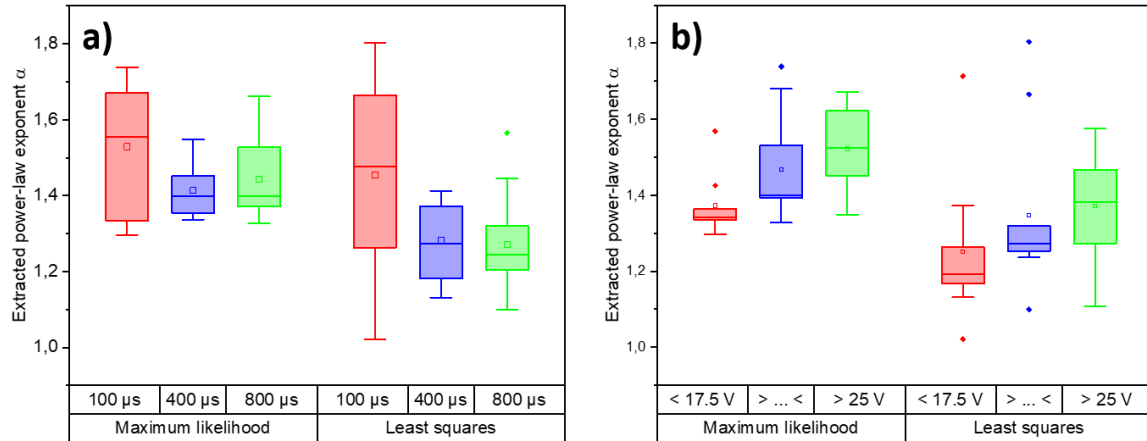 a)
Extracted power-law exponent α
1,8
1,6
1,4
1,2
1,0
100 µs 400 µs 800 µs 100 µs 400 µs 800 µs
Maximum likelihood Least squares
b)
Extracted power-law exponent α
1,8
1,6
1,4
1,2
1,0
< 17.5 V > ... < > 25 V < 17.5 V > ... < > 25 V
Maximum likelihood Least squares